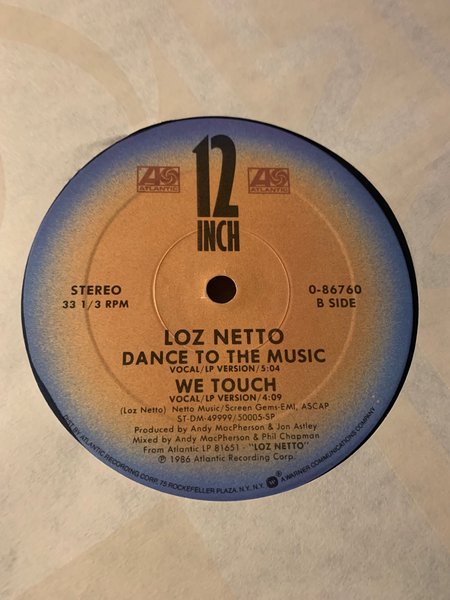 12
INCH
ATLANTIC
ATLANTIC
STEREO
33 1/3 RPM
0-86760
B SIDE
LOZ NETTO
DANCE TO THE MUSIC
VOCAL/LP VERSION/5:04
WE TOUCH
VOCAL/LP VERSION/4:09
(Loz Netto) Netto Music/Screen Gems-EMI, ASCAP
ST-DM-49999/50005-SP
Produced by Andy MacPherson & Jon Astley
Mixed by Andy MacPherson & Phil Chapman
From Atlantic LP 81651 - "LOZ NETTO"
℗ 1986 Atlantic Recording Corp.
DIST. BY ATLANTIC RECORDING CORP. 75 ROCKEFELLER PLAZA, N.Y., N.Y. A WARNER COMMUNICATIONS COMPANY